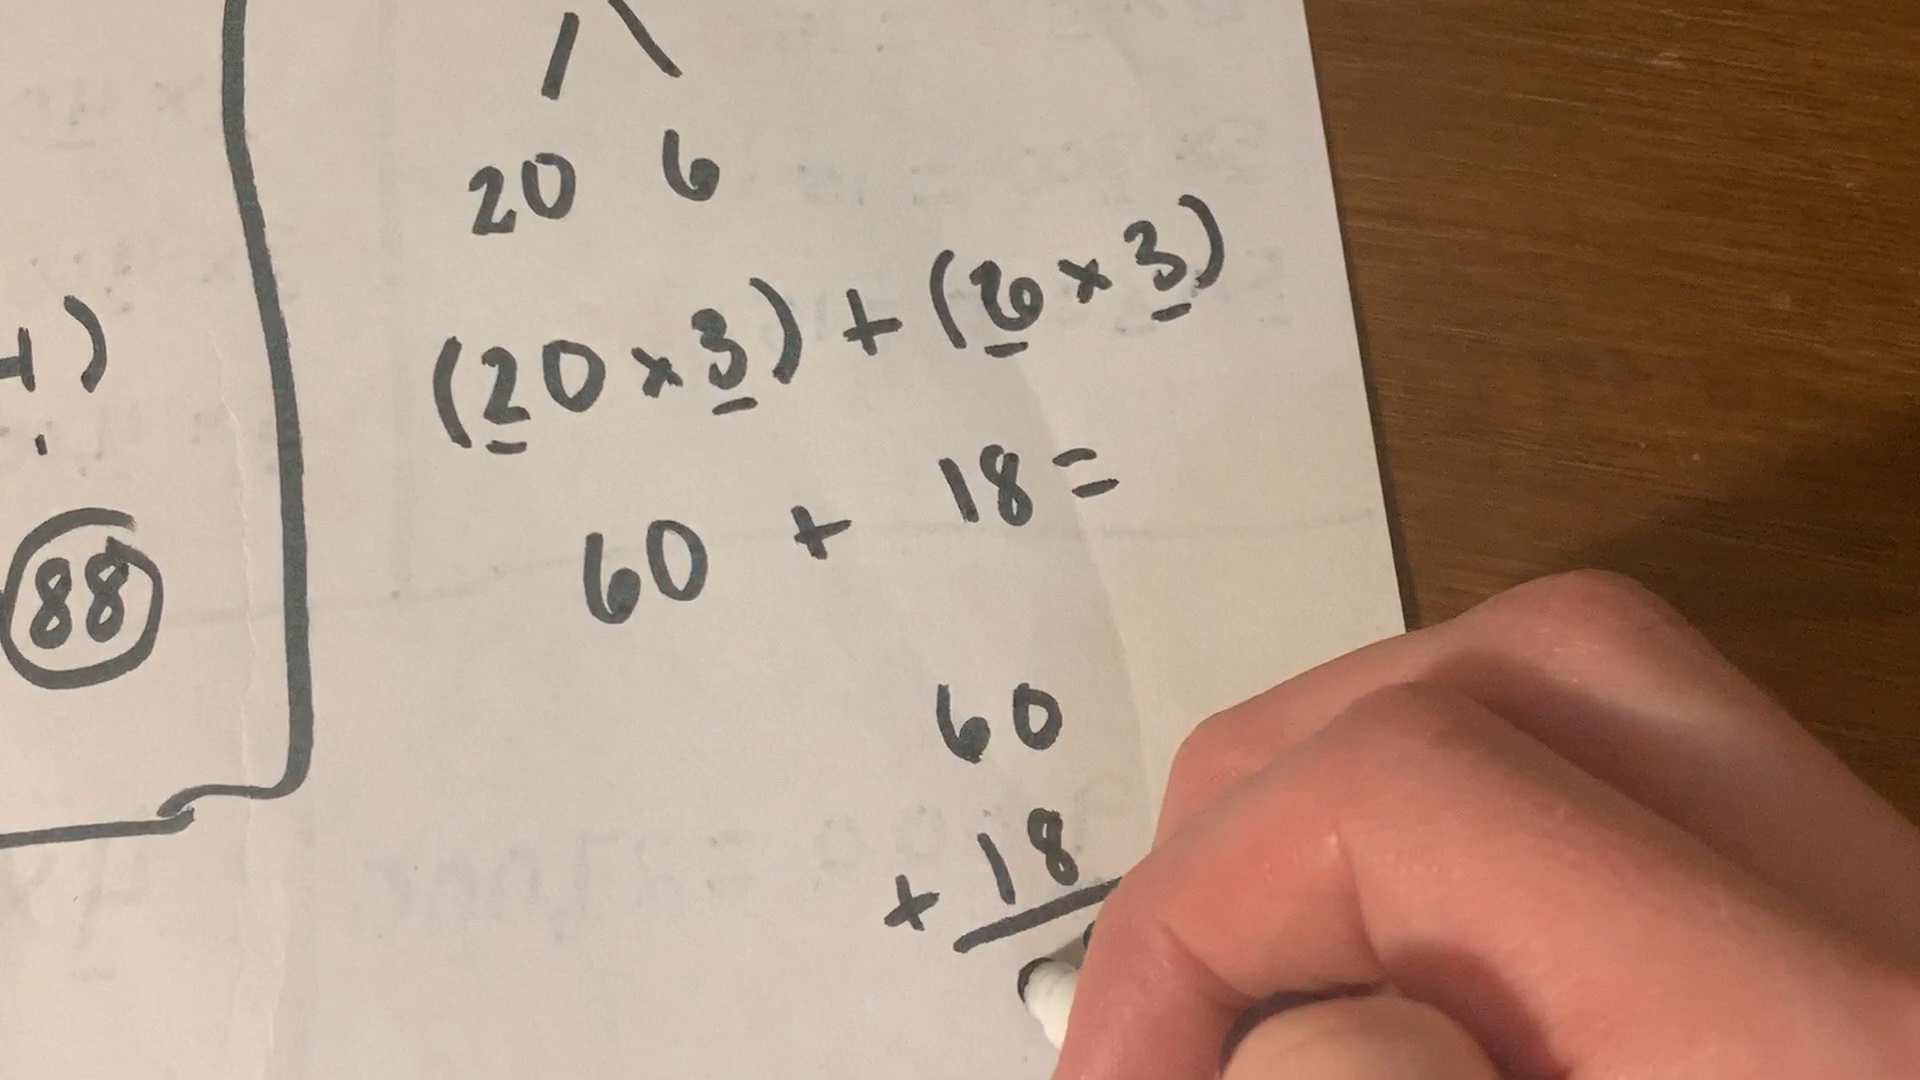 20 6
(20 x 3) + (6 x 3)
60 + 18 =
60
+ 18
)
88